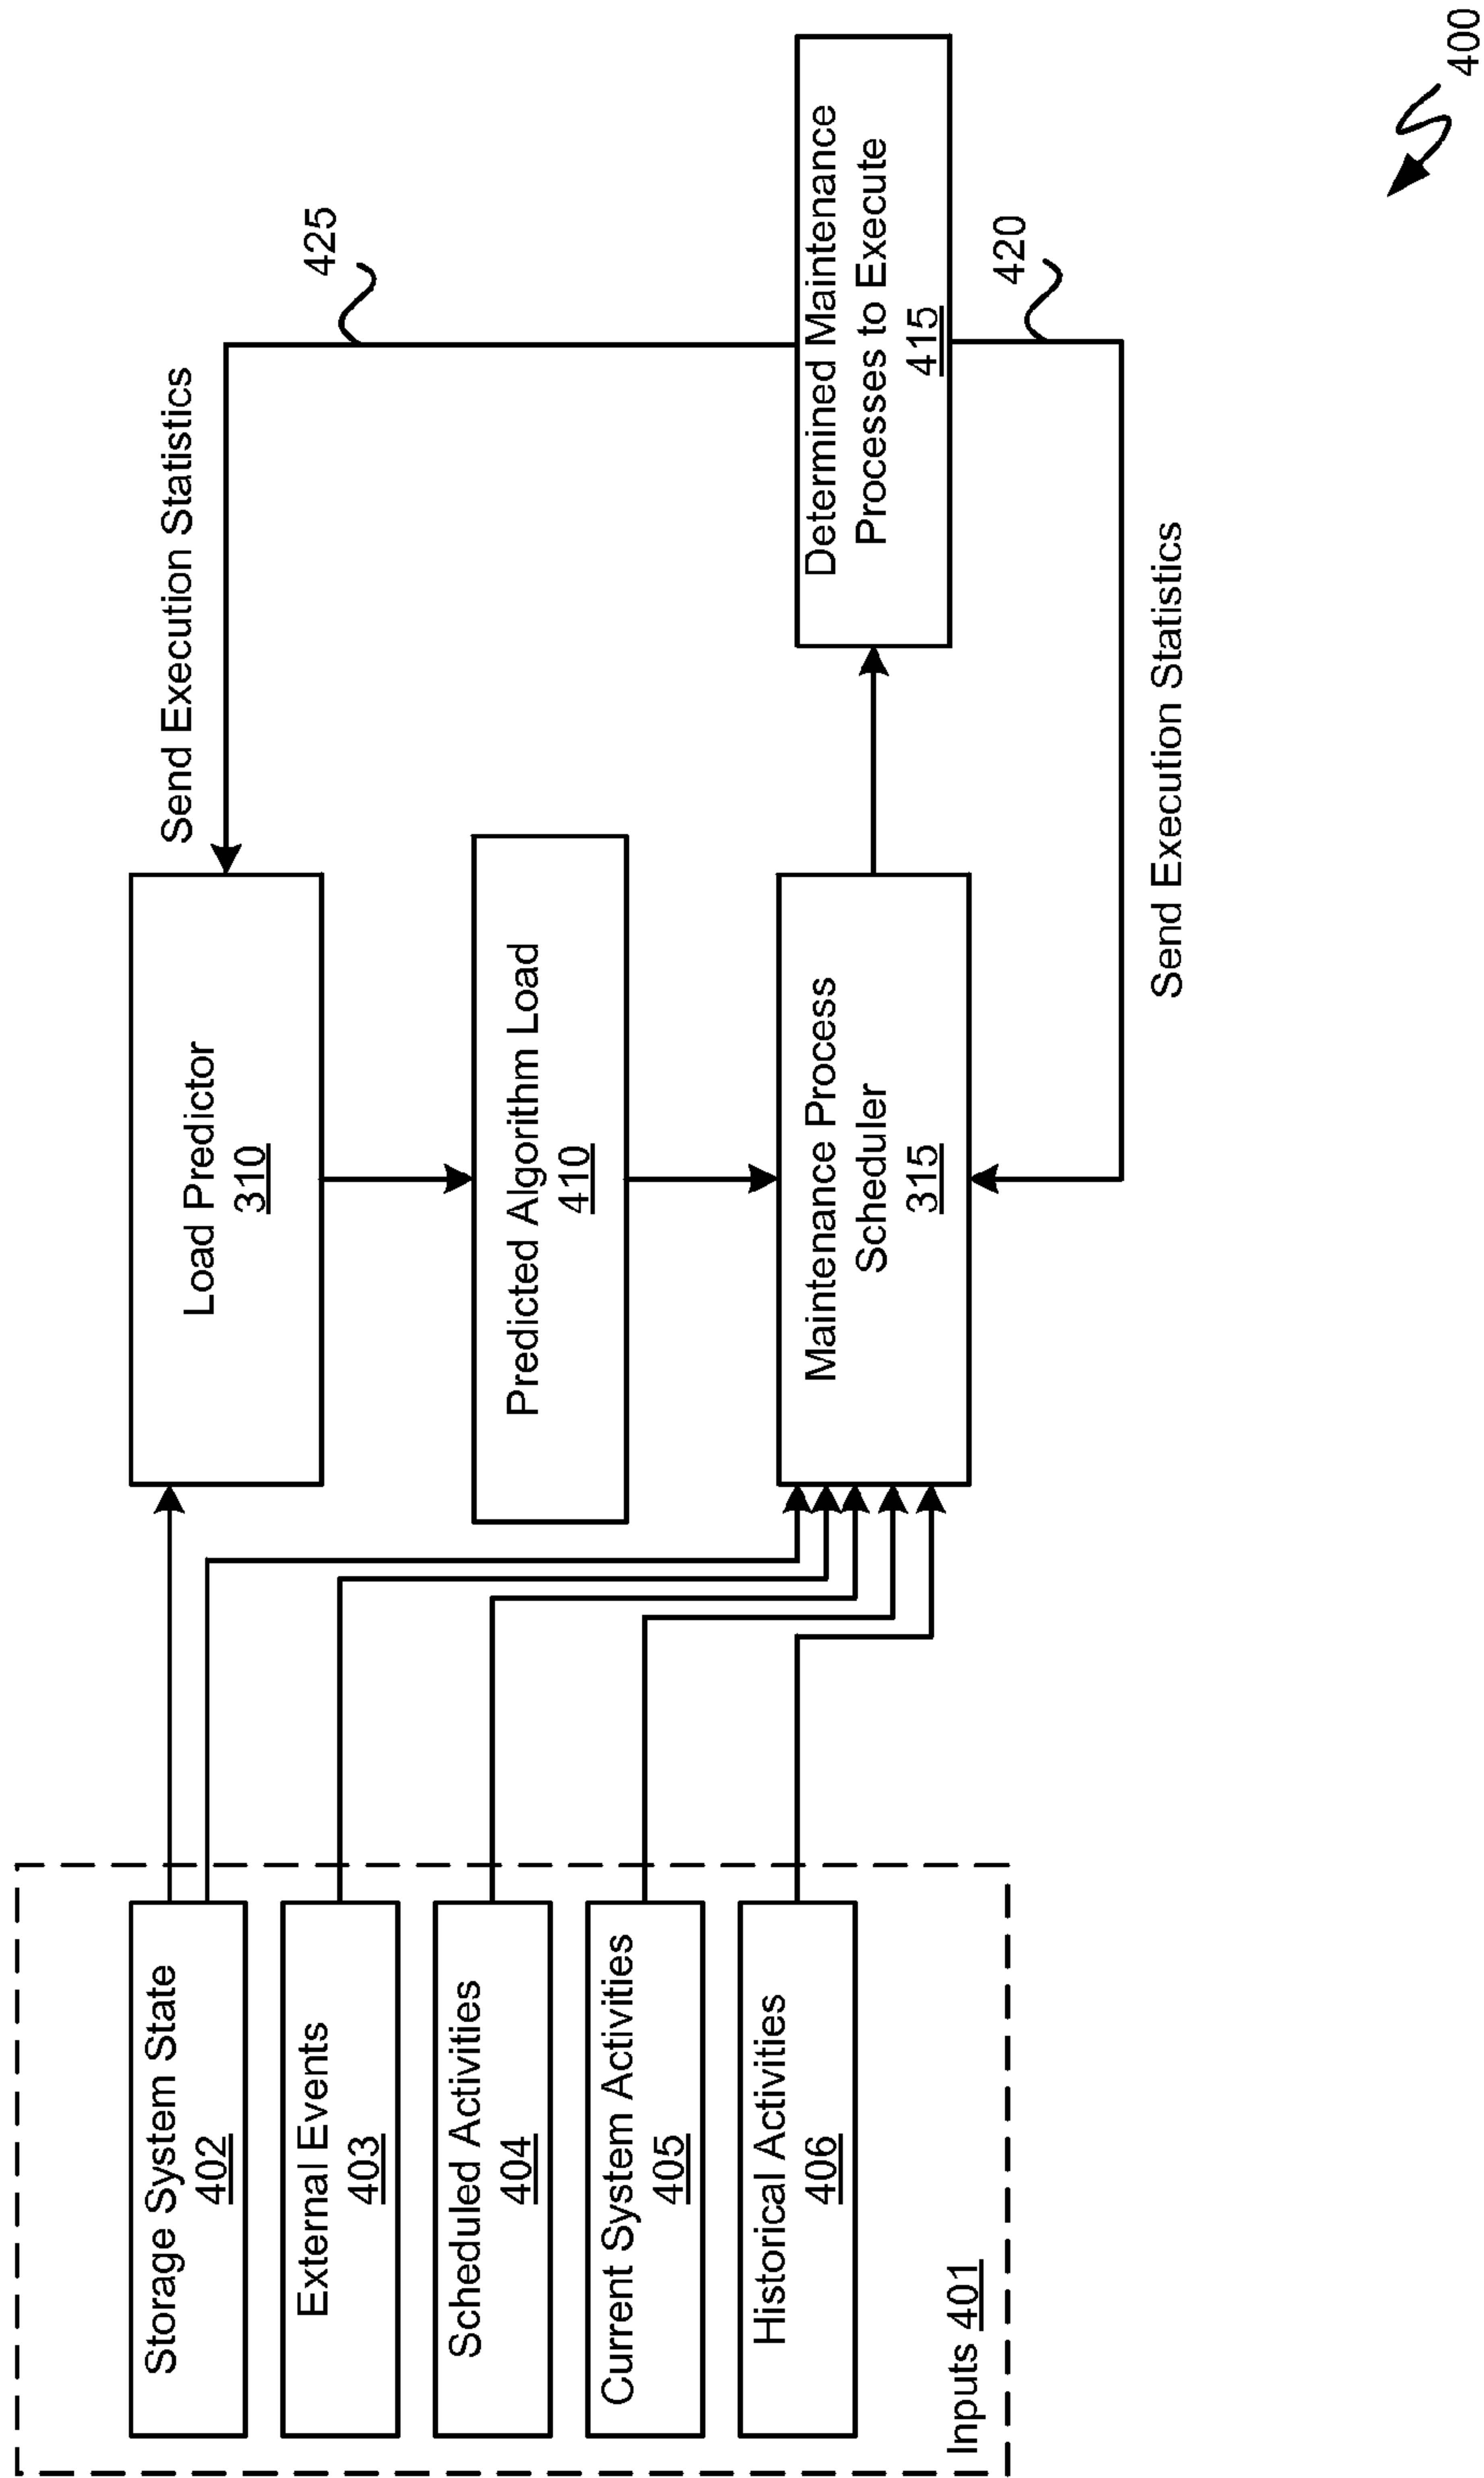 Storage System State
402
External Events
403
Scheduled Activities
404
Current System Activities
405
Historical Activities
406
Inputs 401
Load Predictor
310
Predicted Algorithm Load
410
Maintenance Process
Scheduler
315
Send Execution Statistics
425
Determined Maintenance
Processes to Execute
415
420
Send Execution Statistics
400